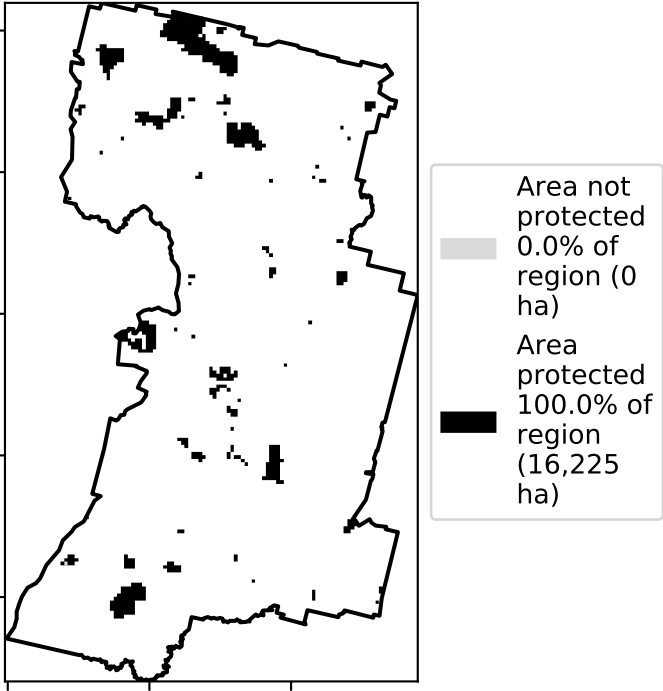 Area not
protected
0.0% of
region (0
ha)
Area
protected
100.0% of
region
(16,225
ha)